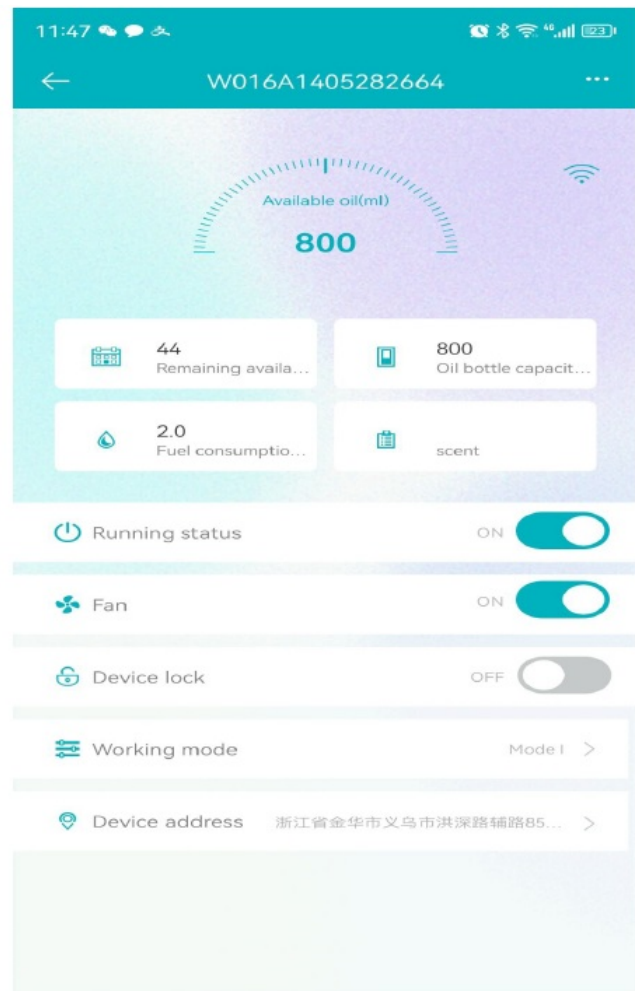 11:47
46
23
W016A1405282664
Available oil(ml)
800
44
Remaining availa...
800
Oil bottle capacit...
2.0
Fuel consumptio...
scent
Running status ON
Fan ON
Device lock OFF
Working mode Mode I
Device address 浙江省金华市义乌市洪深路辅路85...